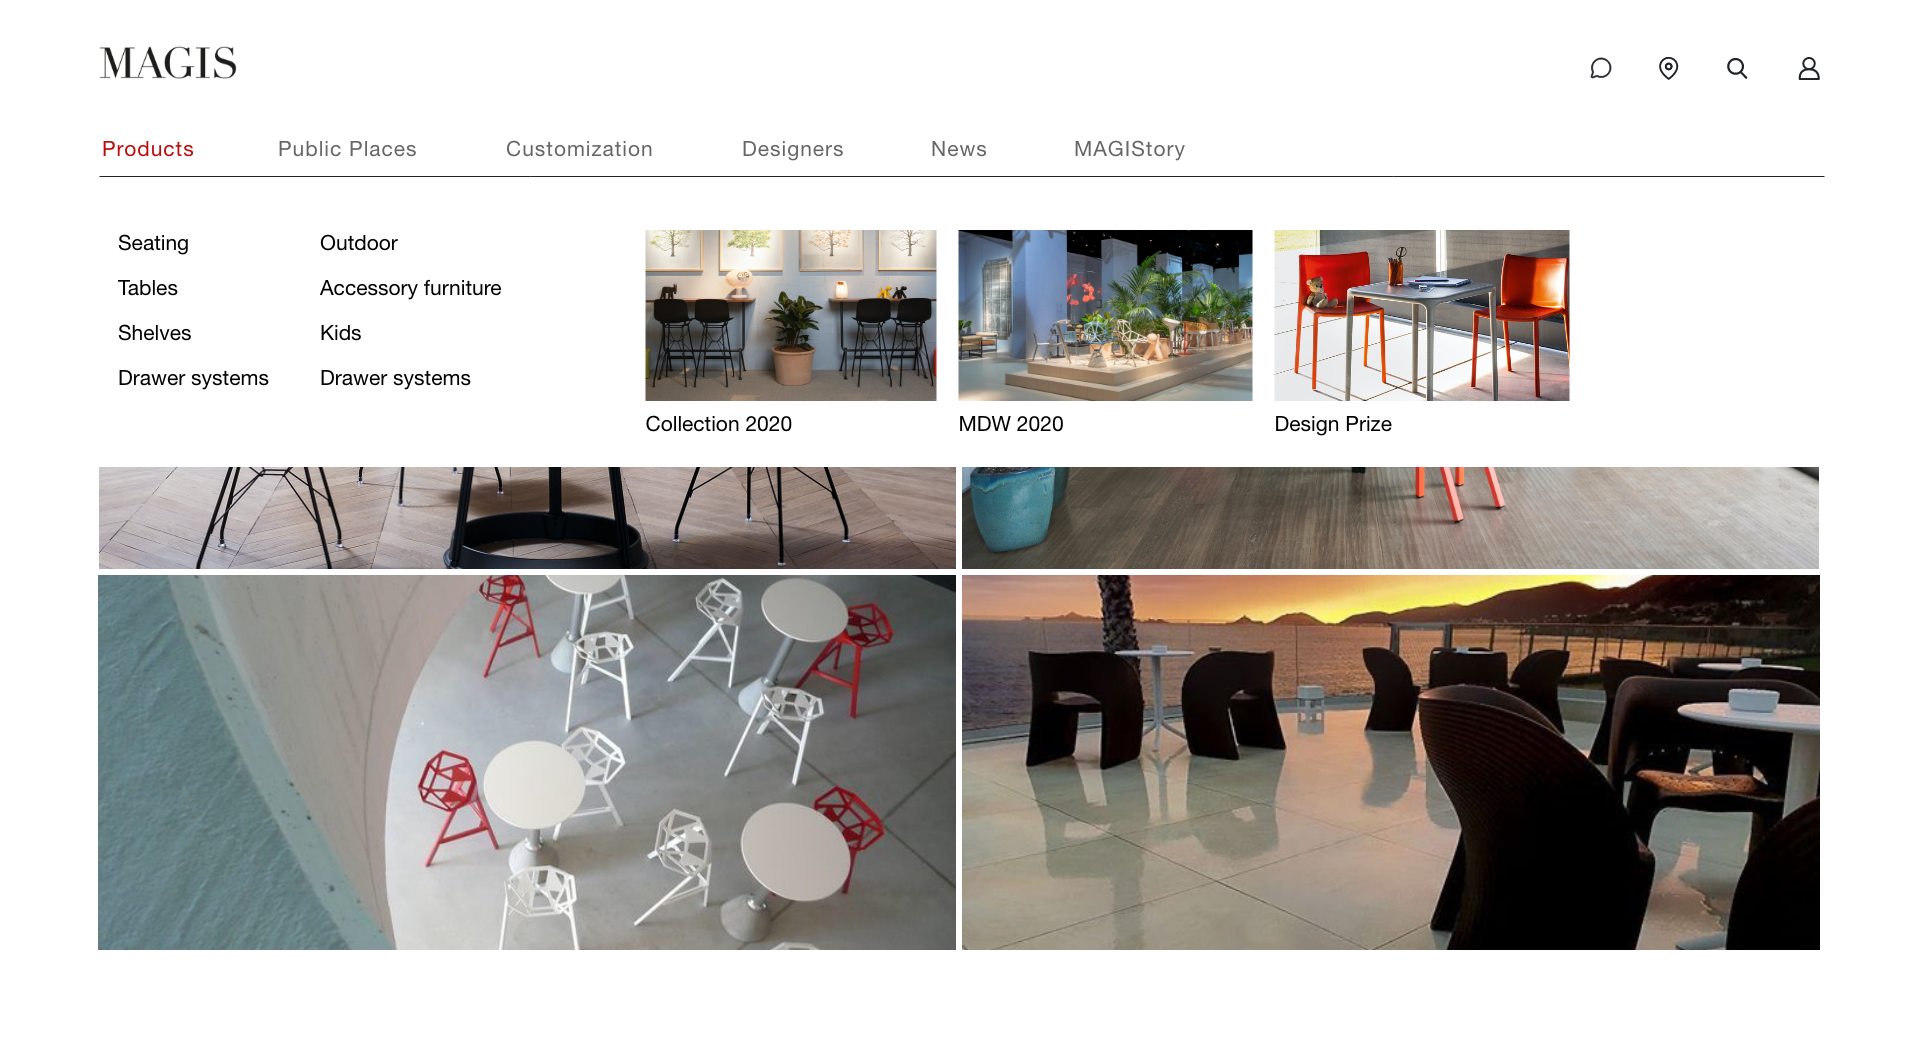 MAGIS
Products Public Places Customization Designers News MAGIStory
Seating
Tables
Shelves
Drawer systems
Outdoor
Accessory furniture
Kids
Drawer systems
Collection 2020
MDW 2020
Design Prize